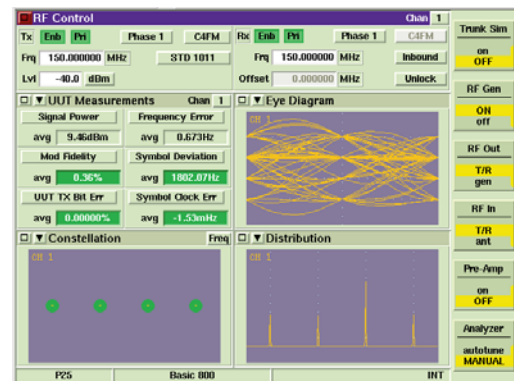 RF Control Chan 1
Tx Enb Pri Phase 1 C4FM Rx Enb Pri Phase 1 C4FM
Frq 150.000000 MHz STD 1011 Frq 150.000000 MHz Inbound
Lvl -40.0 dBm Offset 0.000000 MHz Unlock
UUT Measurements Chan 1
Signal Power Frequency Error
avg 9.46dBm avg 0.673Hz
Mod Fidelity Symbol Deviation
avg 0.36% avg 1802.07Hz
UUT TX Bit Err Symbol Clock Err
avg 0.00000% avg -1.53mHz
Eye Diagram
CH 1
Constellation Freq
CH 1
Distribution
CH 1
P25 Basic 800 INT
Trunk Sim
on
OFF
RF Gen
ON
off
RF Out
T/R
gen
RF In
T/R
ant
Pre-Amp
on
OFF
Analyzer
autotune
MANUAL